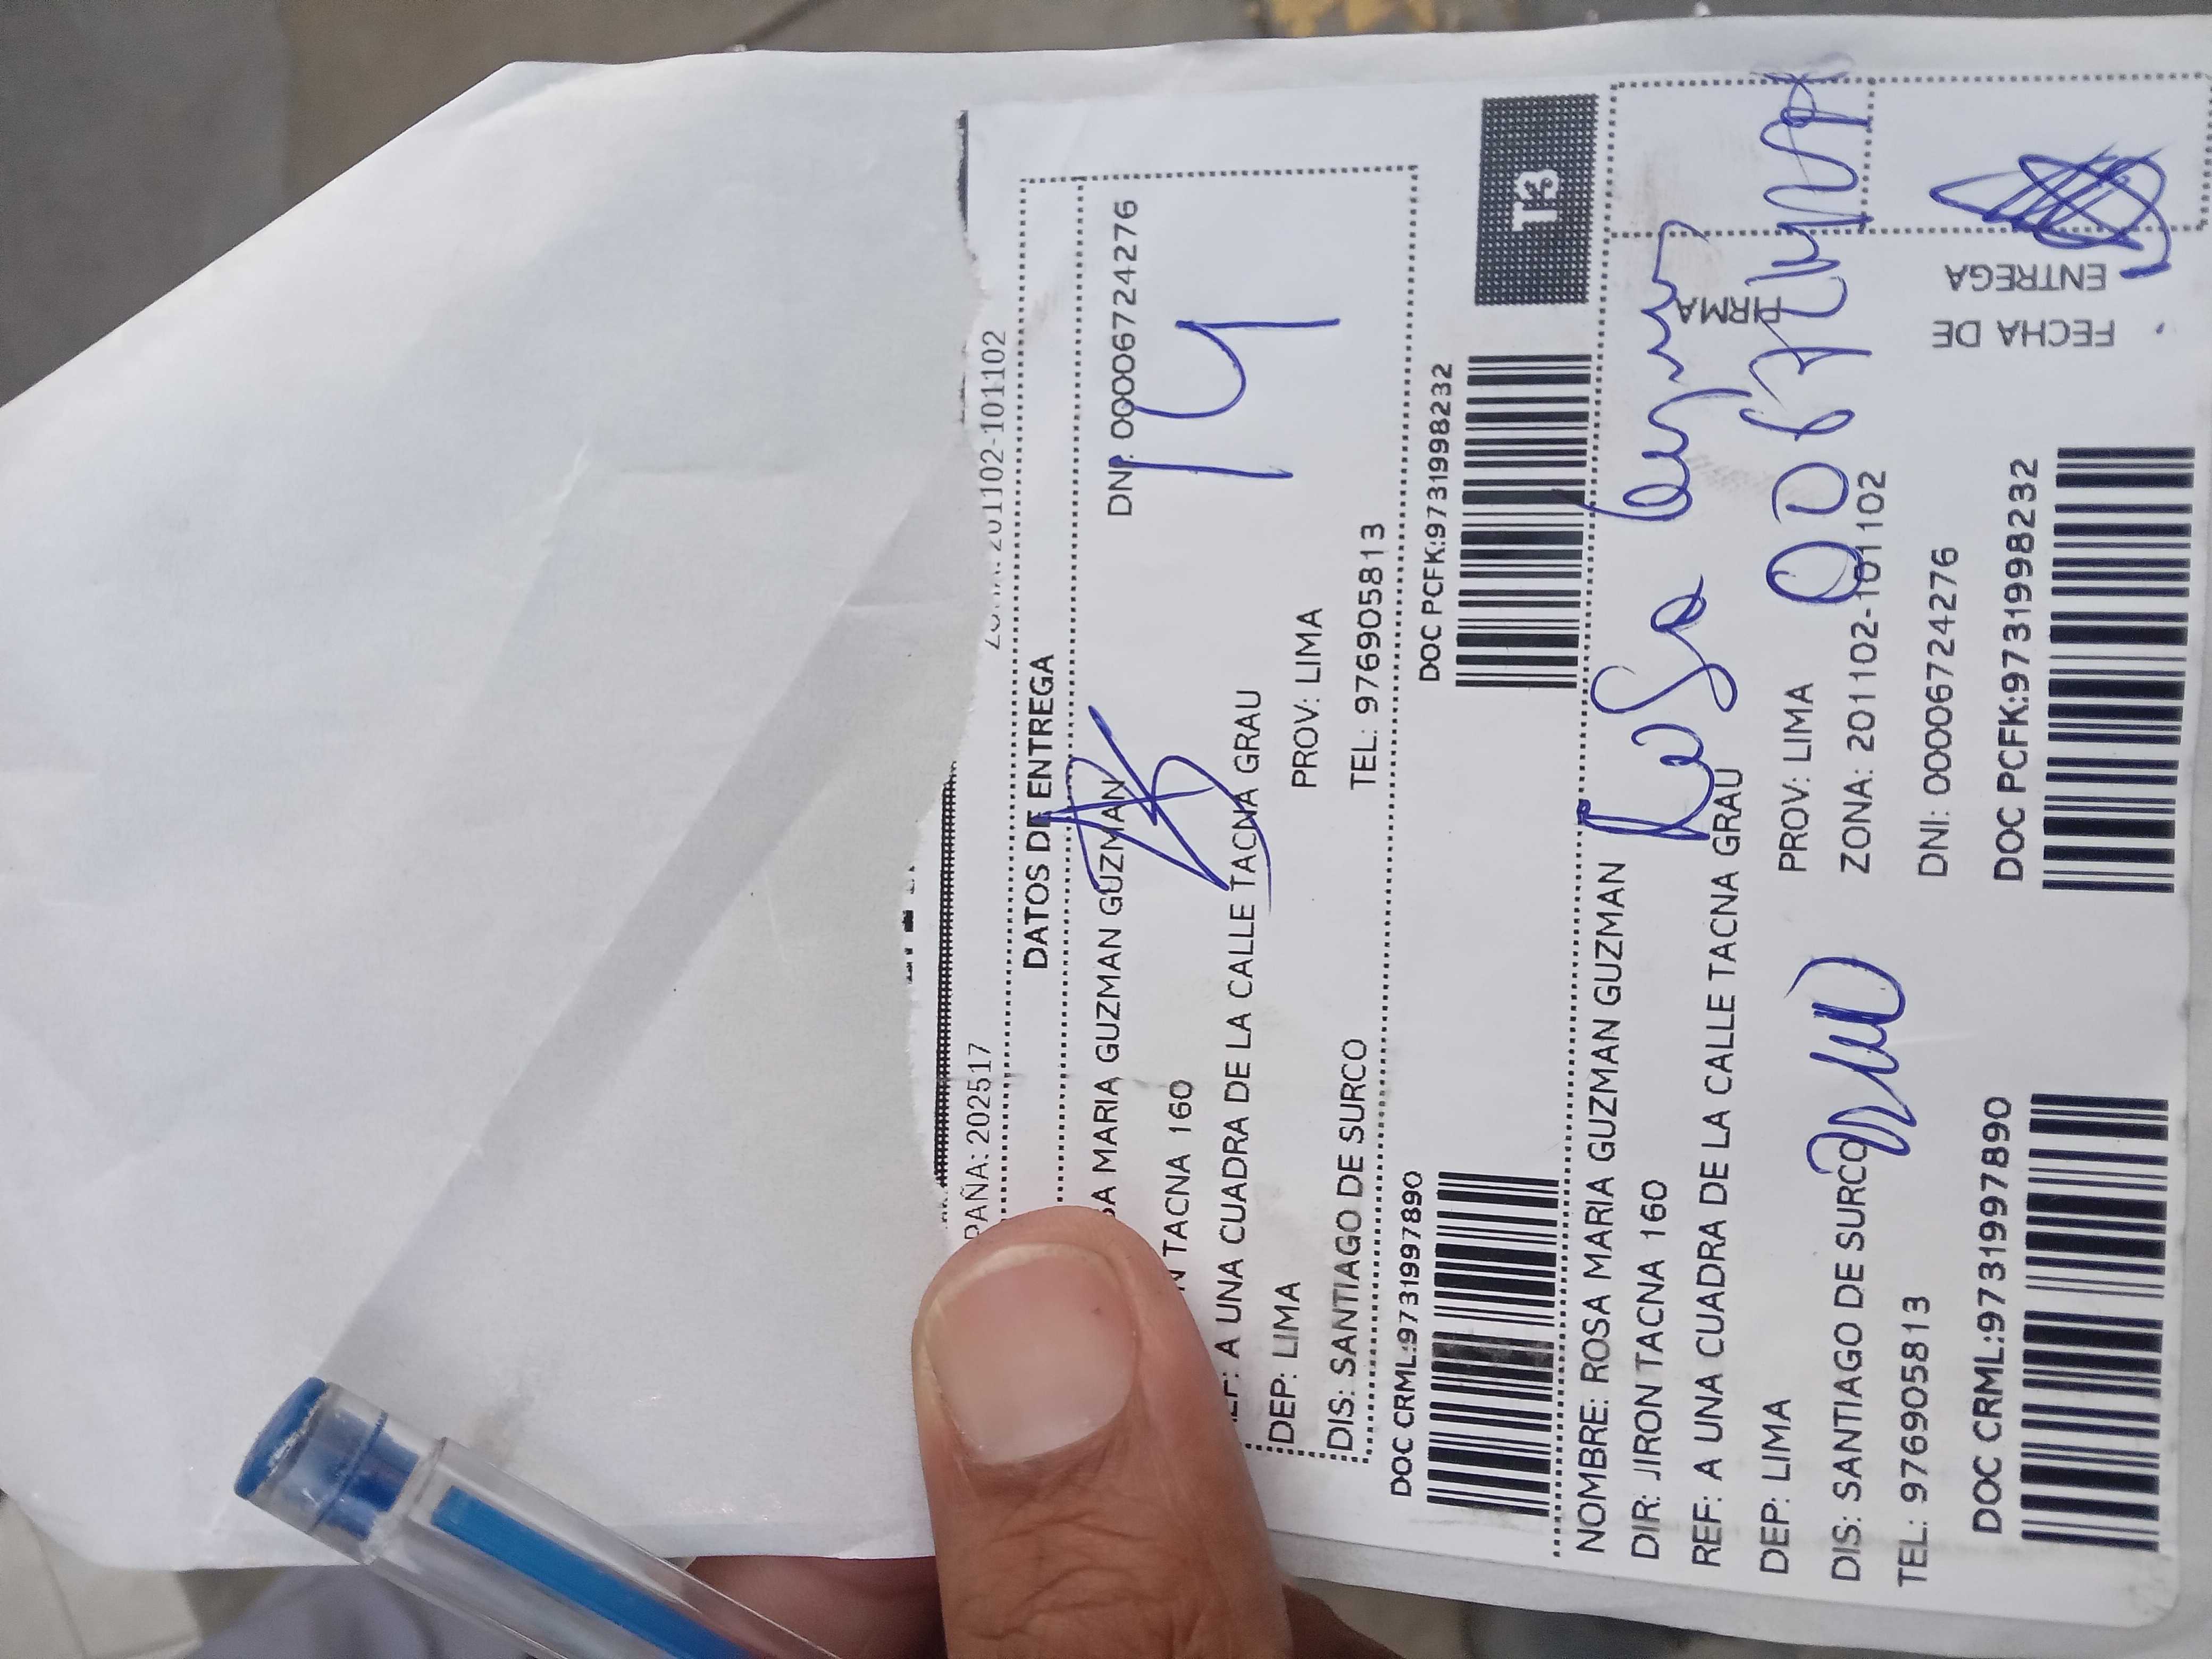 PAÑA: 202517
201102-101102
DATOS DE ENTREGA
SA MARIA GUZMAN GUZMAN
DNI: 00006724276
14
N TACNA 160
EF: A UNA CUADRA DE LA CALLE TACNA GRAU
DEP: LIMA
PROV: LIMA
DIS: SANTIAGO DE SURCO
TEL: 976905813
DOC CRML:9731997890
DOC PCFK:9731998232
T3
NOMBRE: ROSA MARIA GUZMAN GUZMAN
Rosa
DIR: JIRON TACNA 160
FIRMA
REF: A UNA CUADRA DE LA CALLE TACNA GRAU
DEP: LIMA
PROV: LIMA
DIS: SANTIAGO DE SURCO
ZONA: 201102-101102
TEL: 976905813
DNI: 00006724276
FECHA DE
ENTREGA
DOC CRML:9731997890
DOC PCFK:9731998232